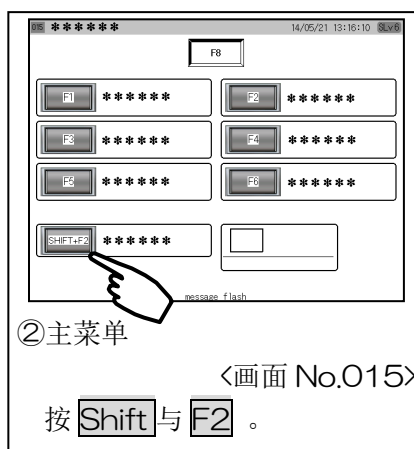 015 ****** 14/05/21 13:16:10 SLv6
F8
F1 ****** F2 ******
F3 ****** F4 ******
F5 ****** F6 ******
SHIFT+F2 ******
message flash
②主菜单
<画面 No.015>
按 Shift 与 F2 。